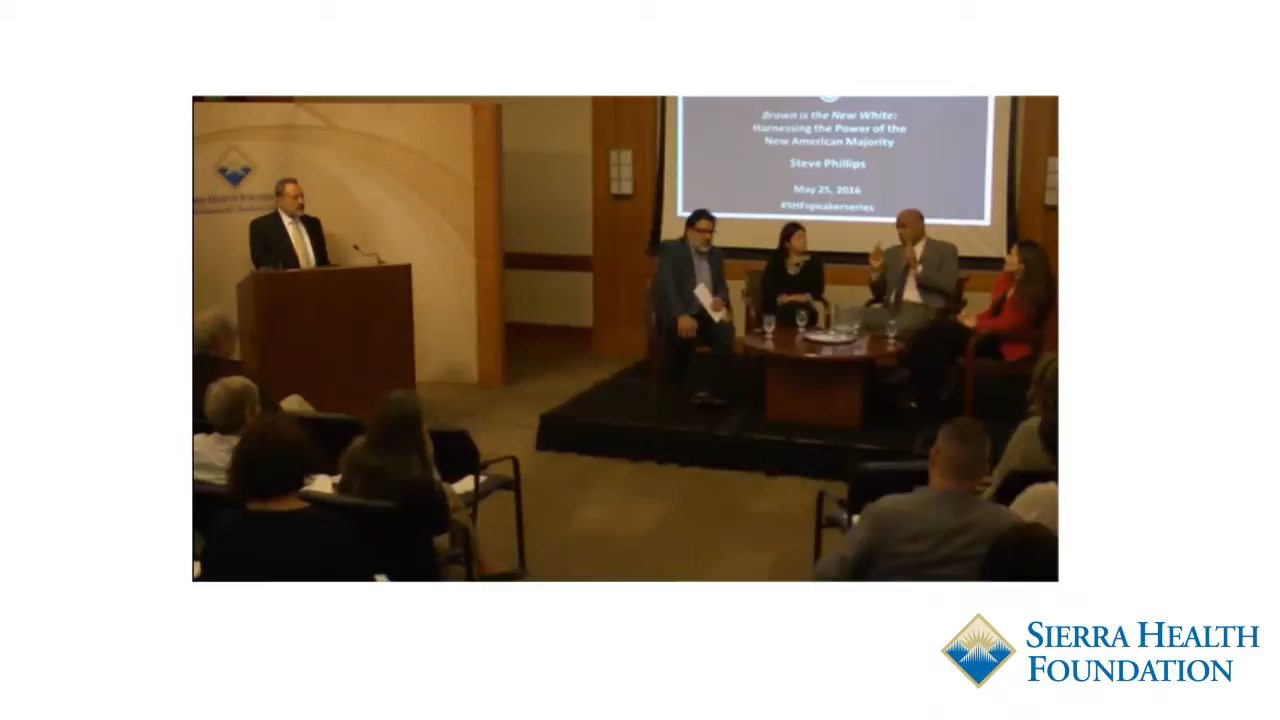 Brown is the New White:
Harnessing the Power of the
New American Majority
Steve Phillips
May 25, 2016
#SHFspeakerseries
SIERRA HEALTH
FOUNDATION